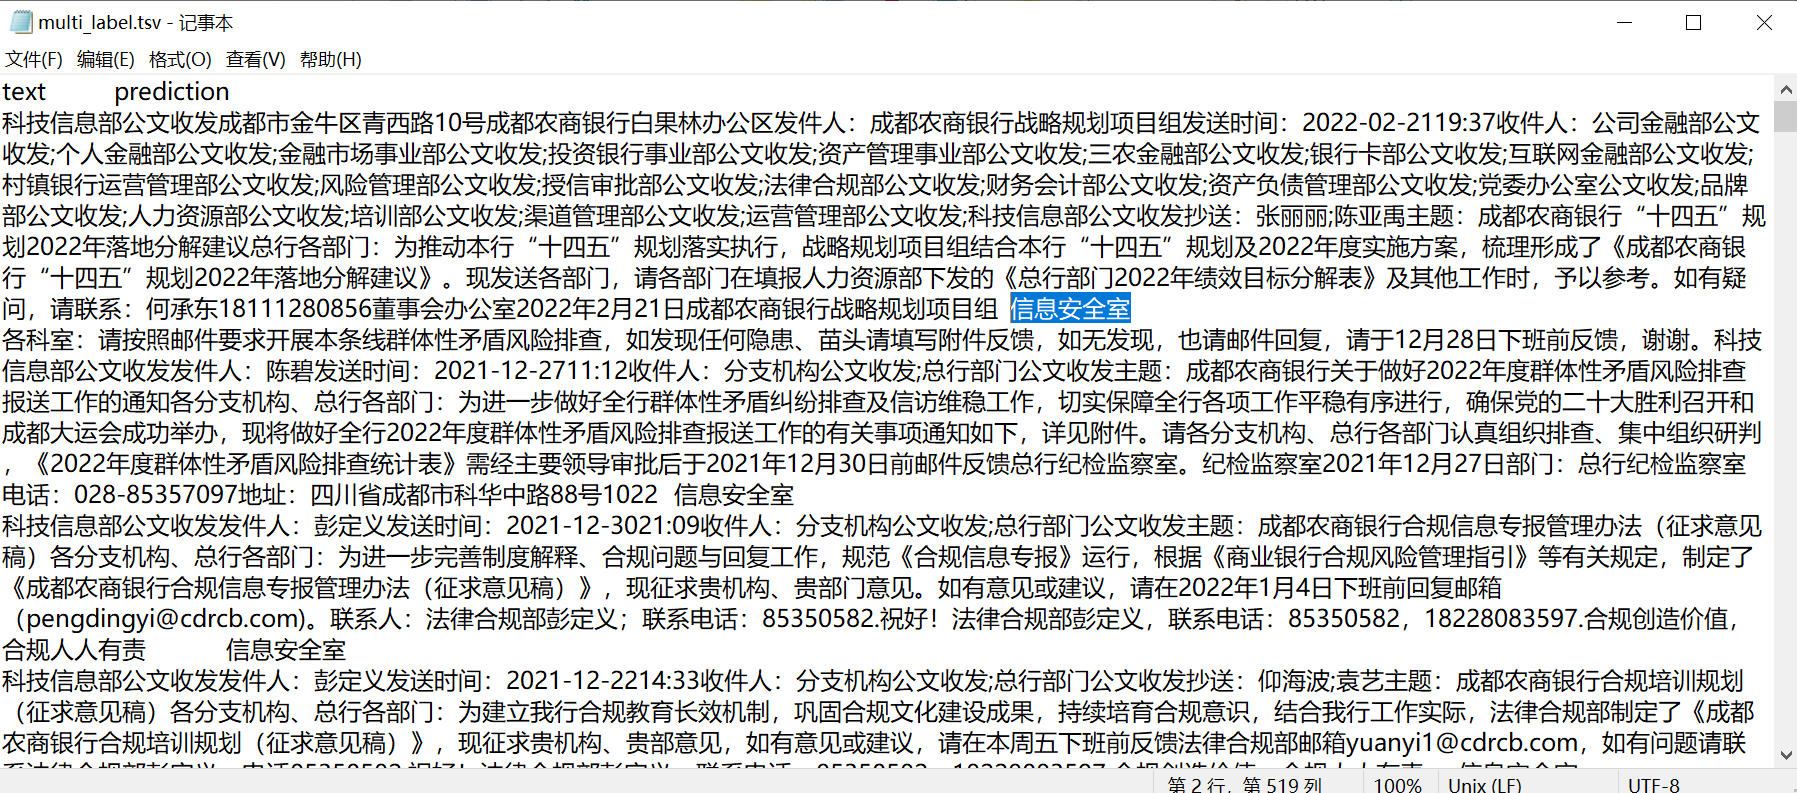 multi_label.tsv - 记事本
文件(F) 编辑(E) 格式(O) 查看(V) 帮助(H)
text prediction
科技信息部公文收发成都市金牛区青西路10号成都农商银行白果林办公区发件人：成都农商银行战略规划项目组发送时间：2022-02-2119:37收件人：公司金融部公文
收发;个人金融部公文收发;金融市场事业部公文收发;投资银行事业部公文收发;资产管理事业部公文收发;三农金融部公文收发;银行卡部公文收发;互联网金融部公文收发;
村镇银行运营管理部公文收发;风险管理部公文收发;授信审批部公文收发;法律合规部公文收发;财务会计部公文收发;资产负债管理部公文收发;党委办公室公文收发;品牌
部公文收发;人力资源部公文收发;培训部公文收发;渠道管理部公文收发;运营管理部公文收发;科技信息部公文收发抄送：张丽丽;陈亚禹主题：成都农商银行“十四五”规
划2022年落地分解建议总行各部门：为推动本行“十四五”规划落实执行，战略规划项目组结合本行“十四五”规划及2022年度实施方案，梳理形成了《成都农商银
行“十四五”规划2022年落地分解建议》。现发送各部门，请各部门在填报人力资源部下发的《总行部门2022年绩效目标分解表》及其他工作时，予以参考。如有疑
问，请联系：何承东18111280856董事会办公室2022年2月21日成都农商银行战略规划项目组 信息安全室
各科室：请按照邮件要求开展本条线群体性矛盾风险排查，如发现任何隐患、苗头请填写附件反馈，如无发现，也请邮件回复，请于12月28日下班前反馈，谢谢。科技
信息部公文收发发件人：陈碧发送时间：2021-12-2711:12收件人：分支机构公文收发;总行部门公文收发主题：成都农商银行关于做好2022年度群体性矛盾风险排查
报送工作的通知各分支机构、总行各部门：为进一步做好全行群体性矛盾纠纷排查及信访维稳工作，切实保障全行各项工作平稳有序进行，确保党的二十大胜利召开和
成都大运会成功举办，现将做好全行2022年度群体性矛盾风险排查报送工作的有关事项通知如下，详见附件。请各分支机构、总行各部门认真组织排查、集中组织研判
，《2022年度群体性矛盾风险排查统计表》需经主要领导审批后于2021年12月30日前邮件反馈总行纪检监察室。纪检监察室2021年12月27日部门：总行纪检监察室
电话：028-85357097地址：四川省成都市科华中路88号1022 信息安全室
科技信息部公文收发发件人：彭定义发送时间：2021-12-3021:09收件人：分支机构公文收发;总行部门公文收发主题：成都农商银行合规信息专报管理办法（征求意见
稿）各分支机构、总行各部门：为进一步完善制度解释、合规问题与回复工作，规范《合规信息专报》运行，根据《商业银行合规风险管理指引》等有关规定，制定了
《成都农商银行合规信息专报管理办法（征求意见稿）》，现征求贵机构、贵部门意见。如有意见或建议，请在2022年1月4日下班前回复邮箱
（pengdingyi@cdrcb.com)。联系人：法律合规部彭定义；联系电话：85350582.祝好！法律合规部彭定义，联系电话：85350582，18228083597.合规创造价值，
合规人人有责 信息安全室
科技信息部公文收发发件人：彭定义发送时间：2021-12-2214:33收件人：分支机构公文收发;总行部门公文收发抄送：仰海波;袁艺主题：成都农商银行合规培训规划
（征求意见稿）各分支机构、总行各部门：为建立我行合规教育长效机制，巩固合规文化建设成果，持续培育合规意识，结合我行工作实际，法律合规部制定了《成都
农商银行合规培训规划（征求意见稿）》，现征求贵机构、贵部意见，如有意见或建议，请在本周五下班前反馈法律合规部邮箱yuanyi1@cdrcb.com，如有问题请联
第 2 行，第 519 列 100% Unix (LF) UTF-8